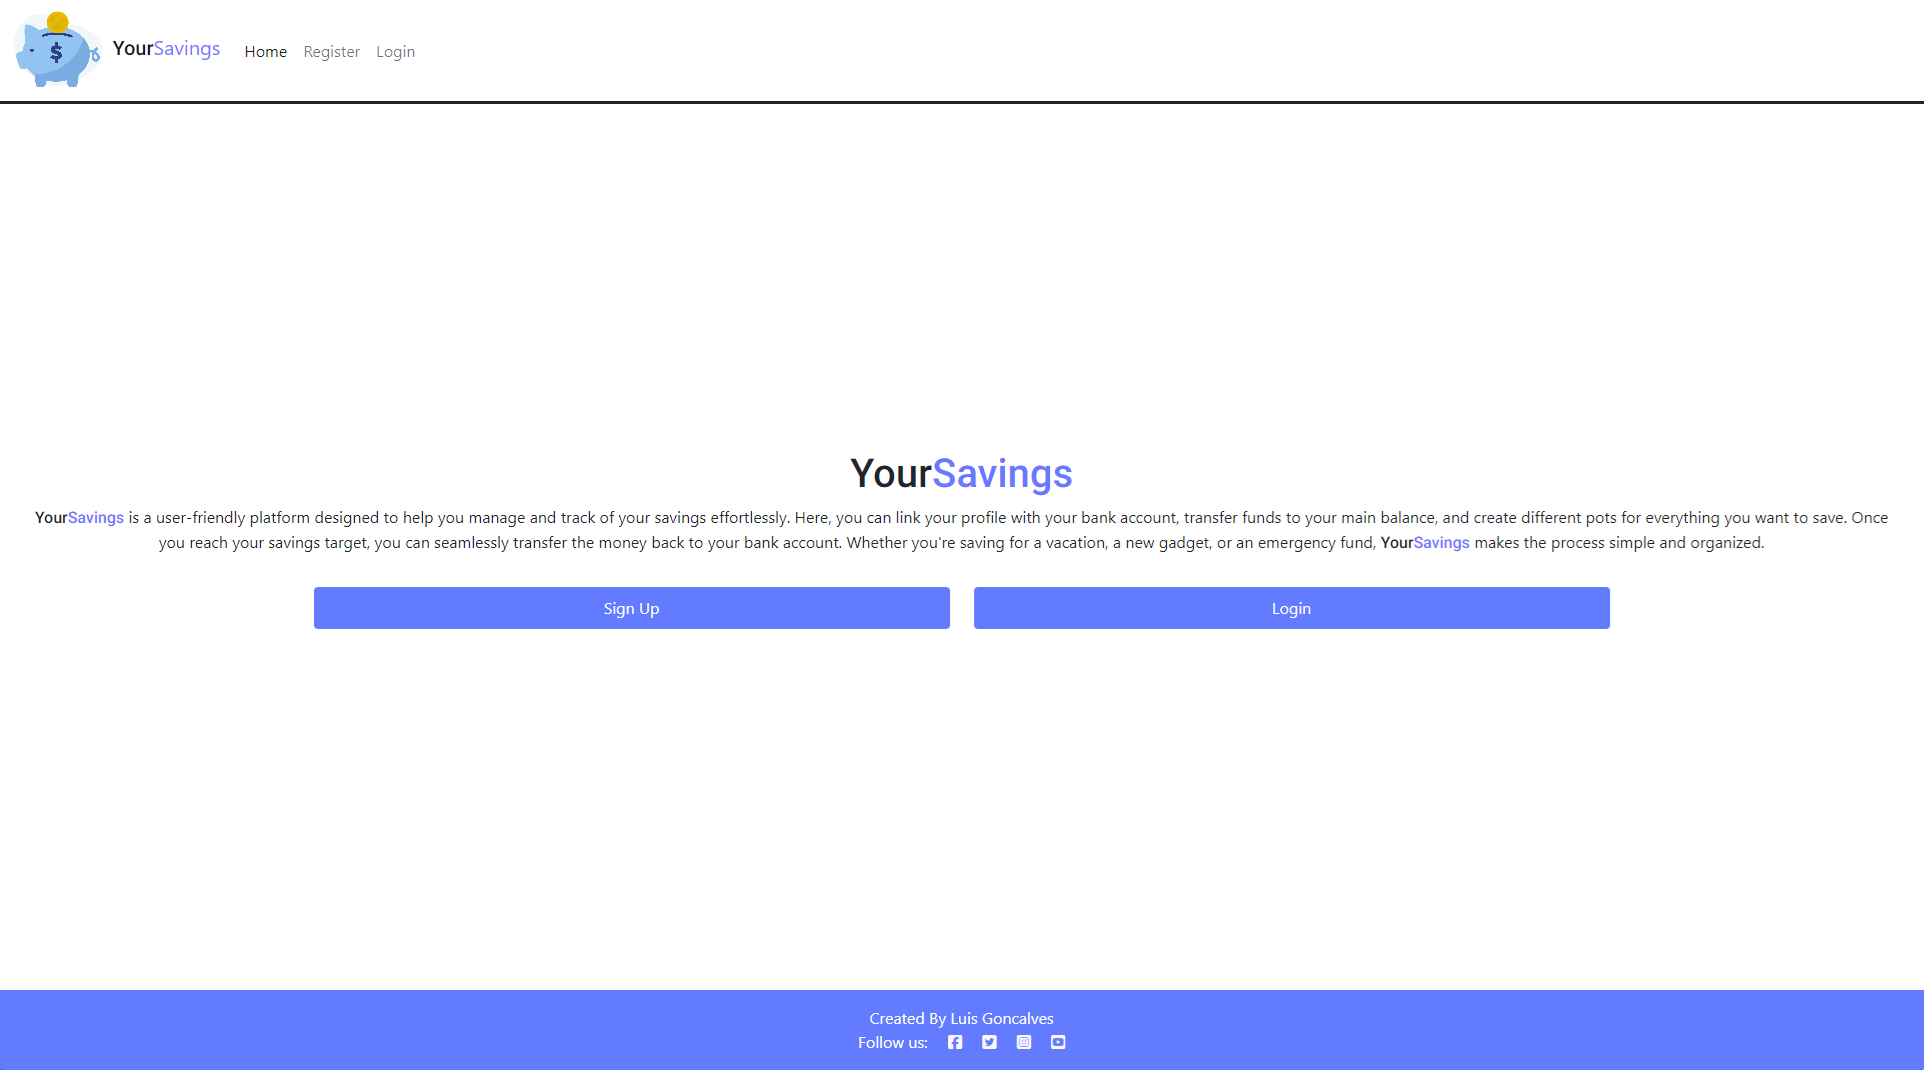 $
YourSavings Home Register Login
YourSavings
YourSavings is a user-friendly platform designed to help you manage and track of your savings effortlessly. Here, you can link your profile with your bank account, transfer funds to your main balance, and create different pots for everything you want to save. Once
you reach your savings target, you can seamlessly transfer the money back to your bank account. Whether you're saving for a vacation, a new gadget, or an emergency fund, YourSavings makes the process simple and organized.
Sign Up Login
Created By Luis Goncalves
Follow us: